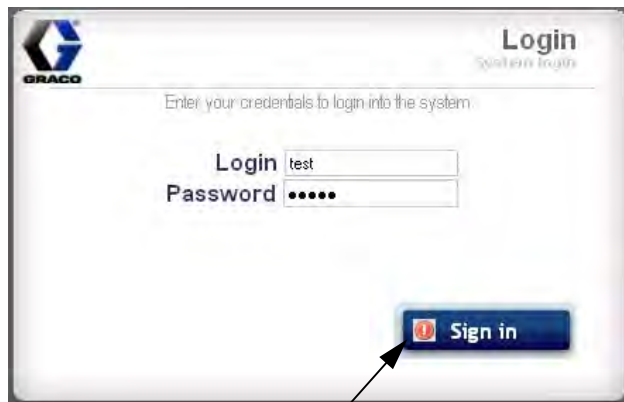 GRACO
Login
System login
Enter your credentials to login into the system
Login test
Password •••••
Sign in